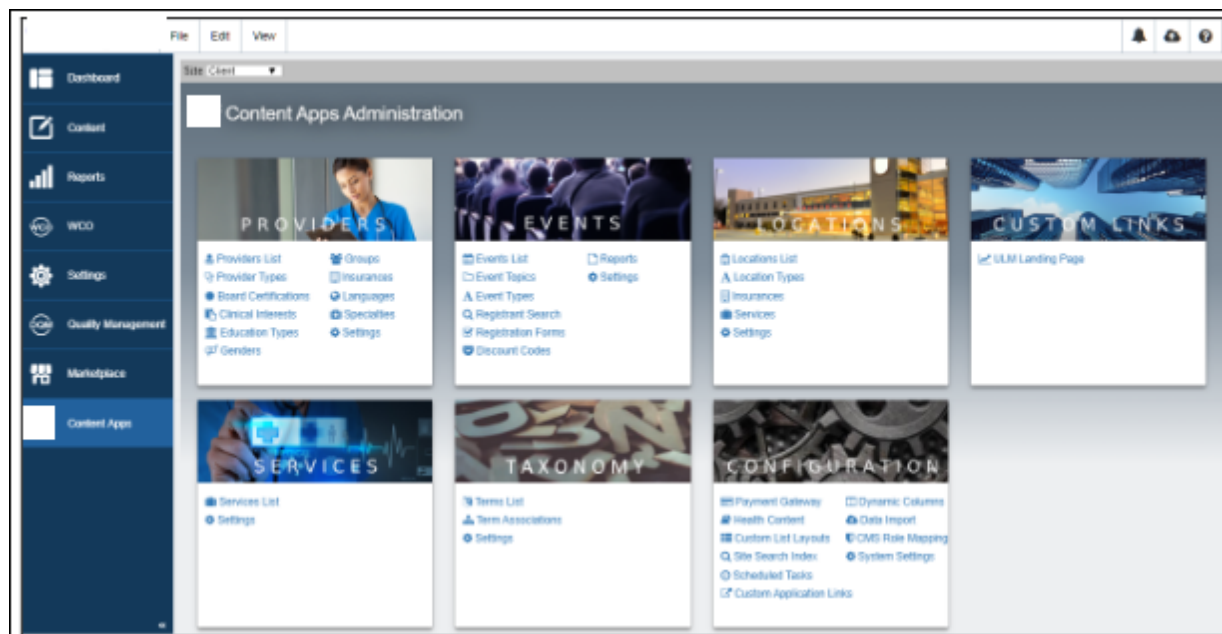 File Edit View
Site Client
Dashboard
Content
Reports
WCO
Settings
Quality Management
Marketplace
Content Apps
Content Apps Administration
PROVIDERS
Providers List Groups
Provider Types Insurances
Board Certifications Languages
Clinical Interests Specialties
Education Types Settings
Genders
EVENTS
Events List Reports
Event Topics Settings
Event Types
Registrant Search
Registration Forms
Discount Codes
LOCATIONS
Locations List
Location Types
Insurances
Services
Settings
CUSTOM LINKS
ULM Landing Page
SERVICES
Services List
Settings
TAXONOMY
Terms List
Term Associations
Settings
CONFIGURATION
Payment Gateway Dynamic Columns
Health Content Data Import
Custom List Layouts CMS Role Mapping
Site Search Index System Settings
Scheduled Tasks
Custom Application Links